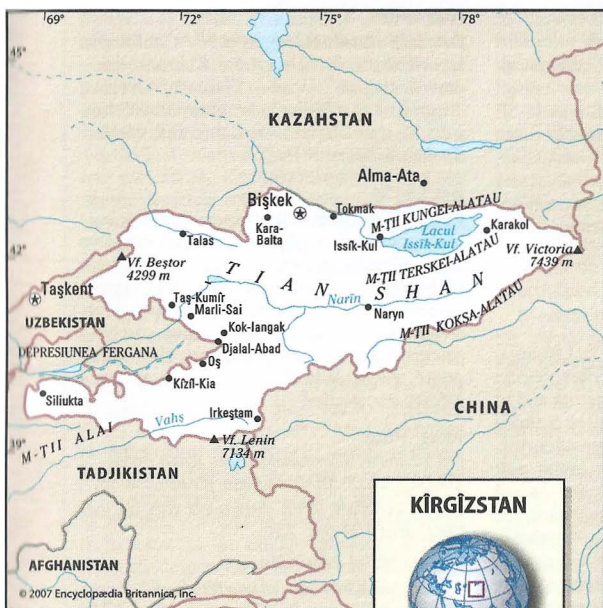 69°
72°
75°
78°
45°
KAZAHSTAN
Alma-Ata
Bişkek
Tokmak
M-ŢII KUNGEI-ALATAU
Kara-
Balta
Karakol
Talas
Issîk-Kul
Lacul
Issîk-Kul
42°
Vf. Beştor
4299 m
Vf. Victoria
7439 m
M-ŢII TERSKEI-ALATAU
TIAN SHAN
Taşkent
Taş-Kumîr
Narîn
Marli-Sai
Naryn
M-ŢII KOKŞA-ALATAU
UZBEKISTAN
Kok-Iangak
DEPRESIUNEA FERGANA
Djalal-Abad
Oş
Kîzîl-Kia
Siliukta
CHINA
Vahş
Irkeştam
39°
M-ŢII ALAI
Vf. Lenin
7134 m
TADJIKISTAN
KÎRGÎZSTAN
AFGHANISTAN
© 2007 Encyclopædia Britannica, Inc.